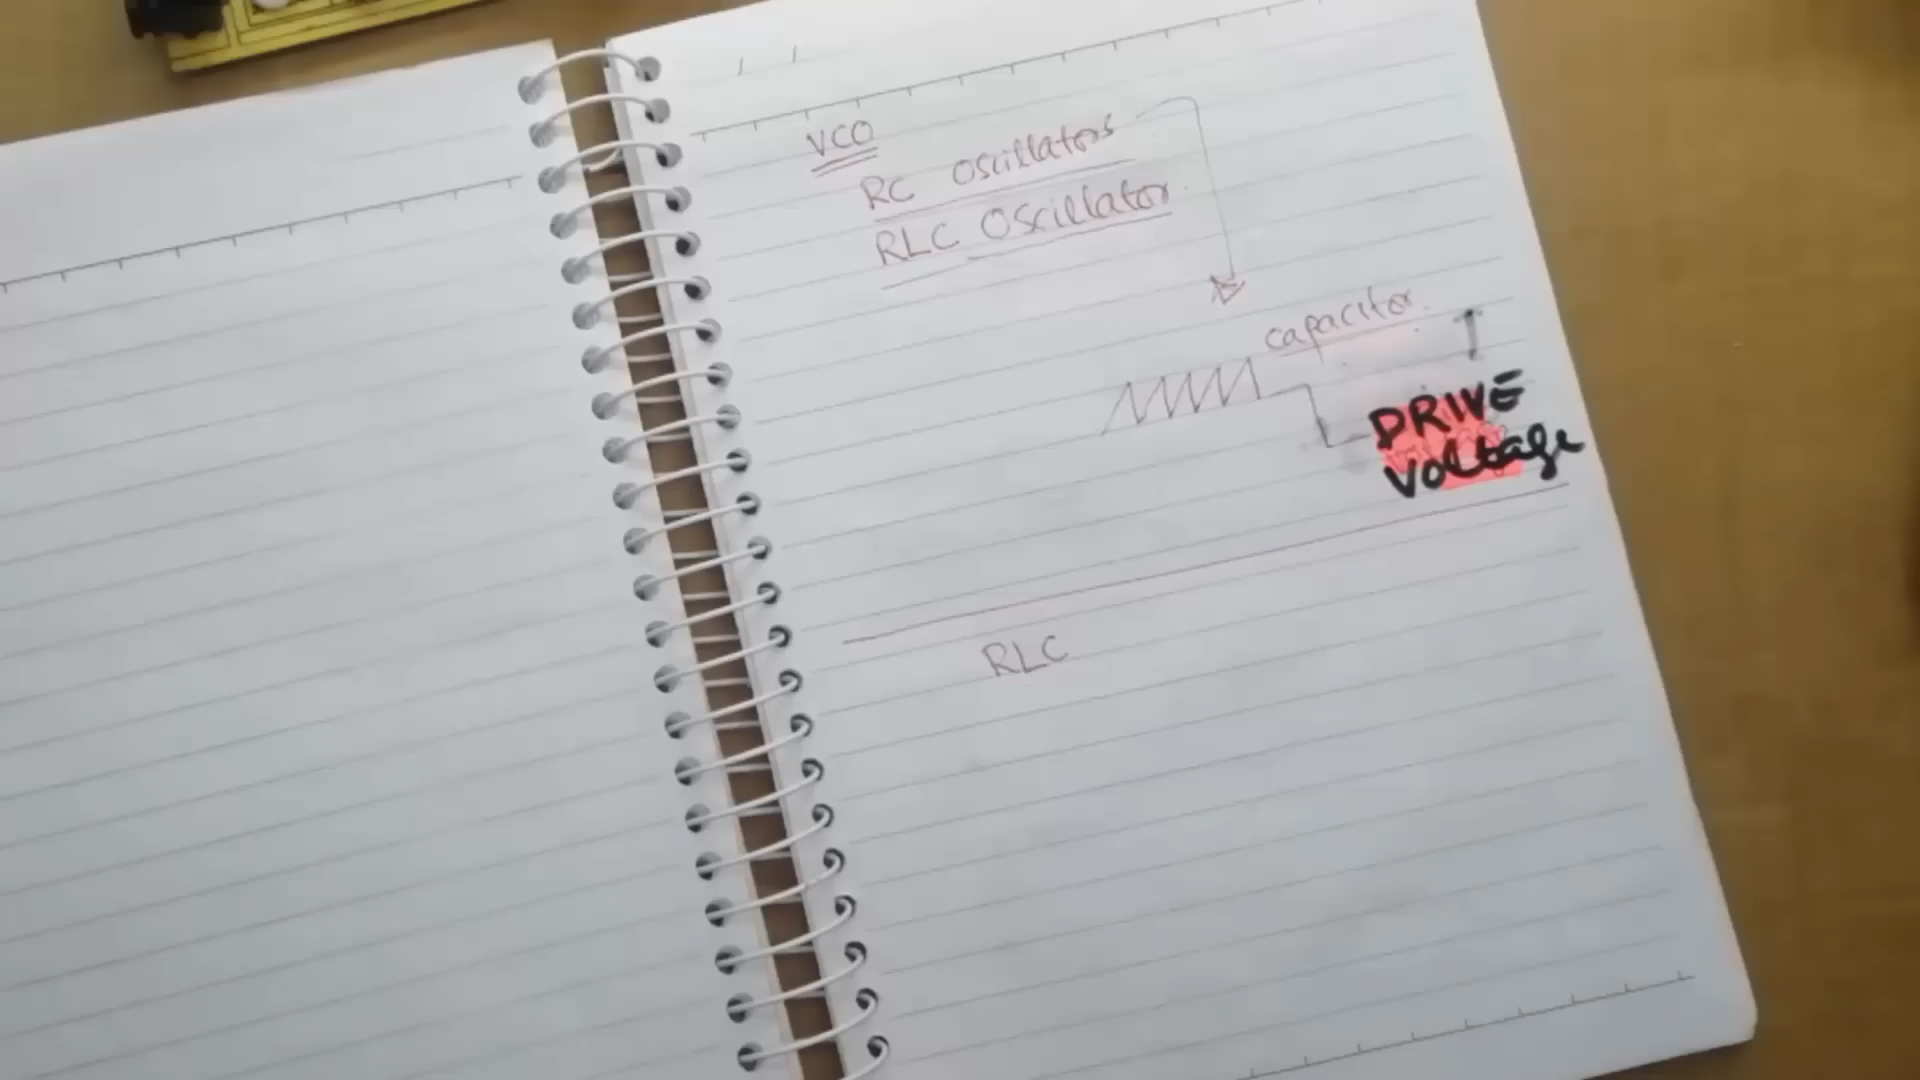 VCO
RC Oscillators
RLC Oscillator
capacitor
DRIVE
voltage
RLC